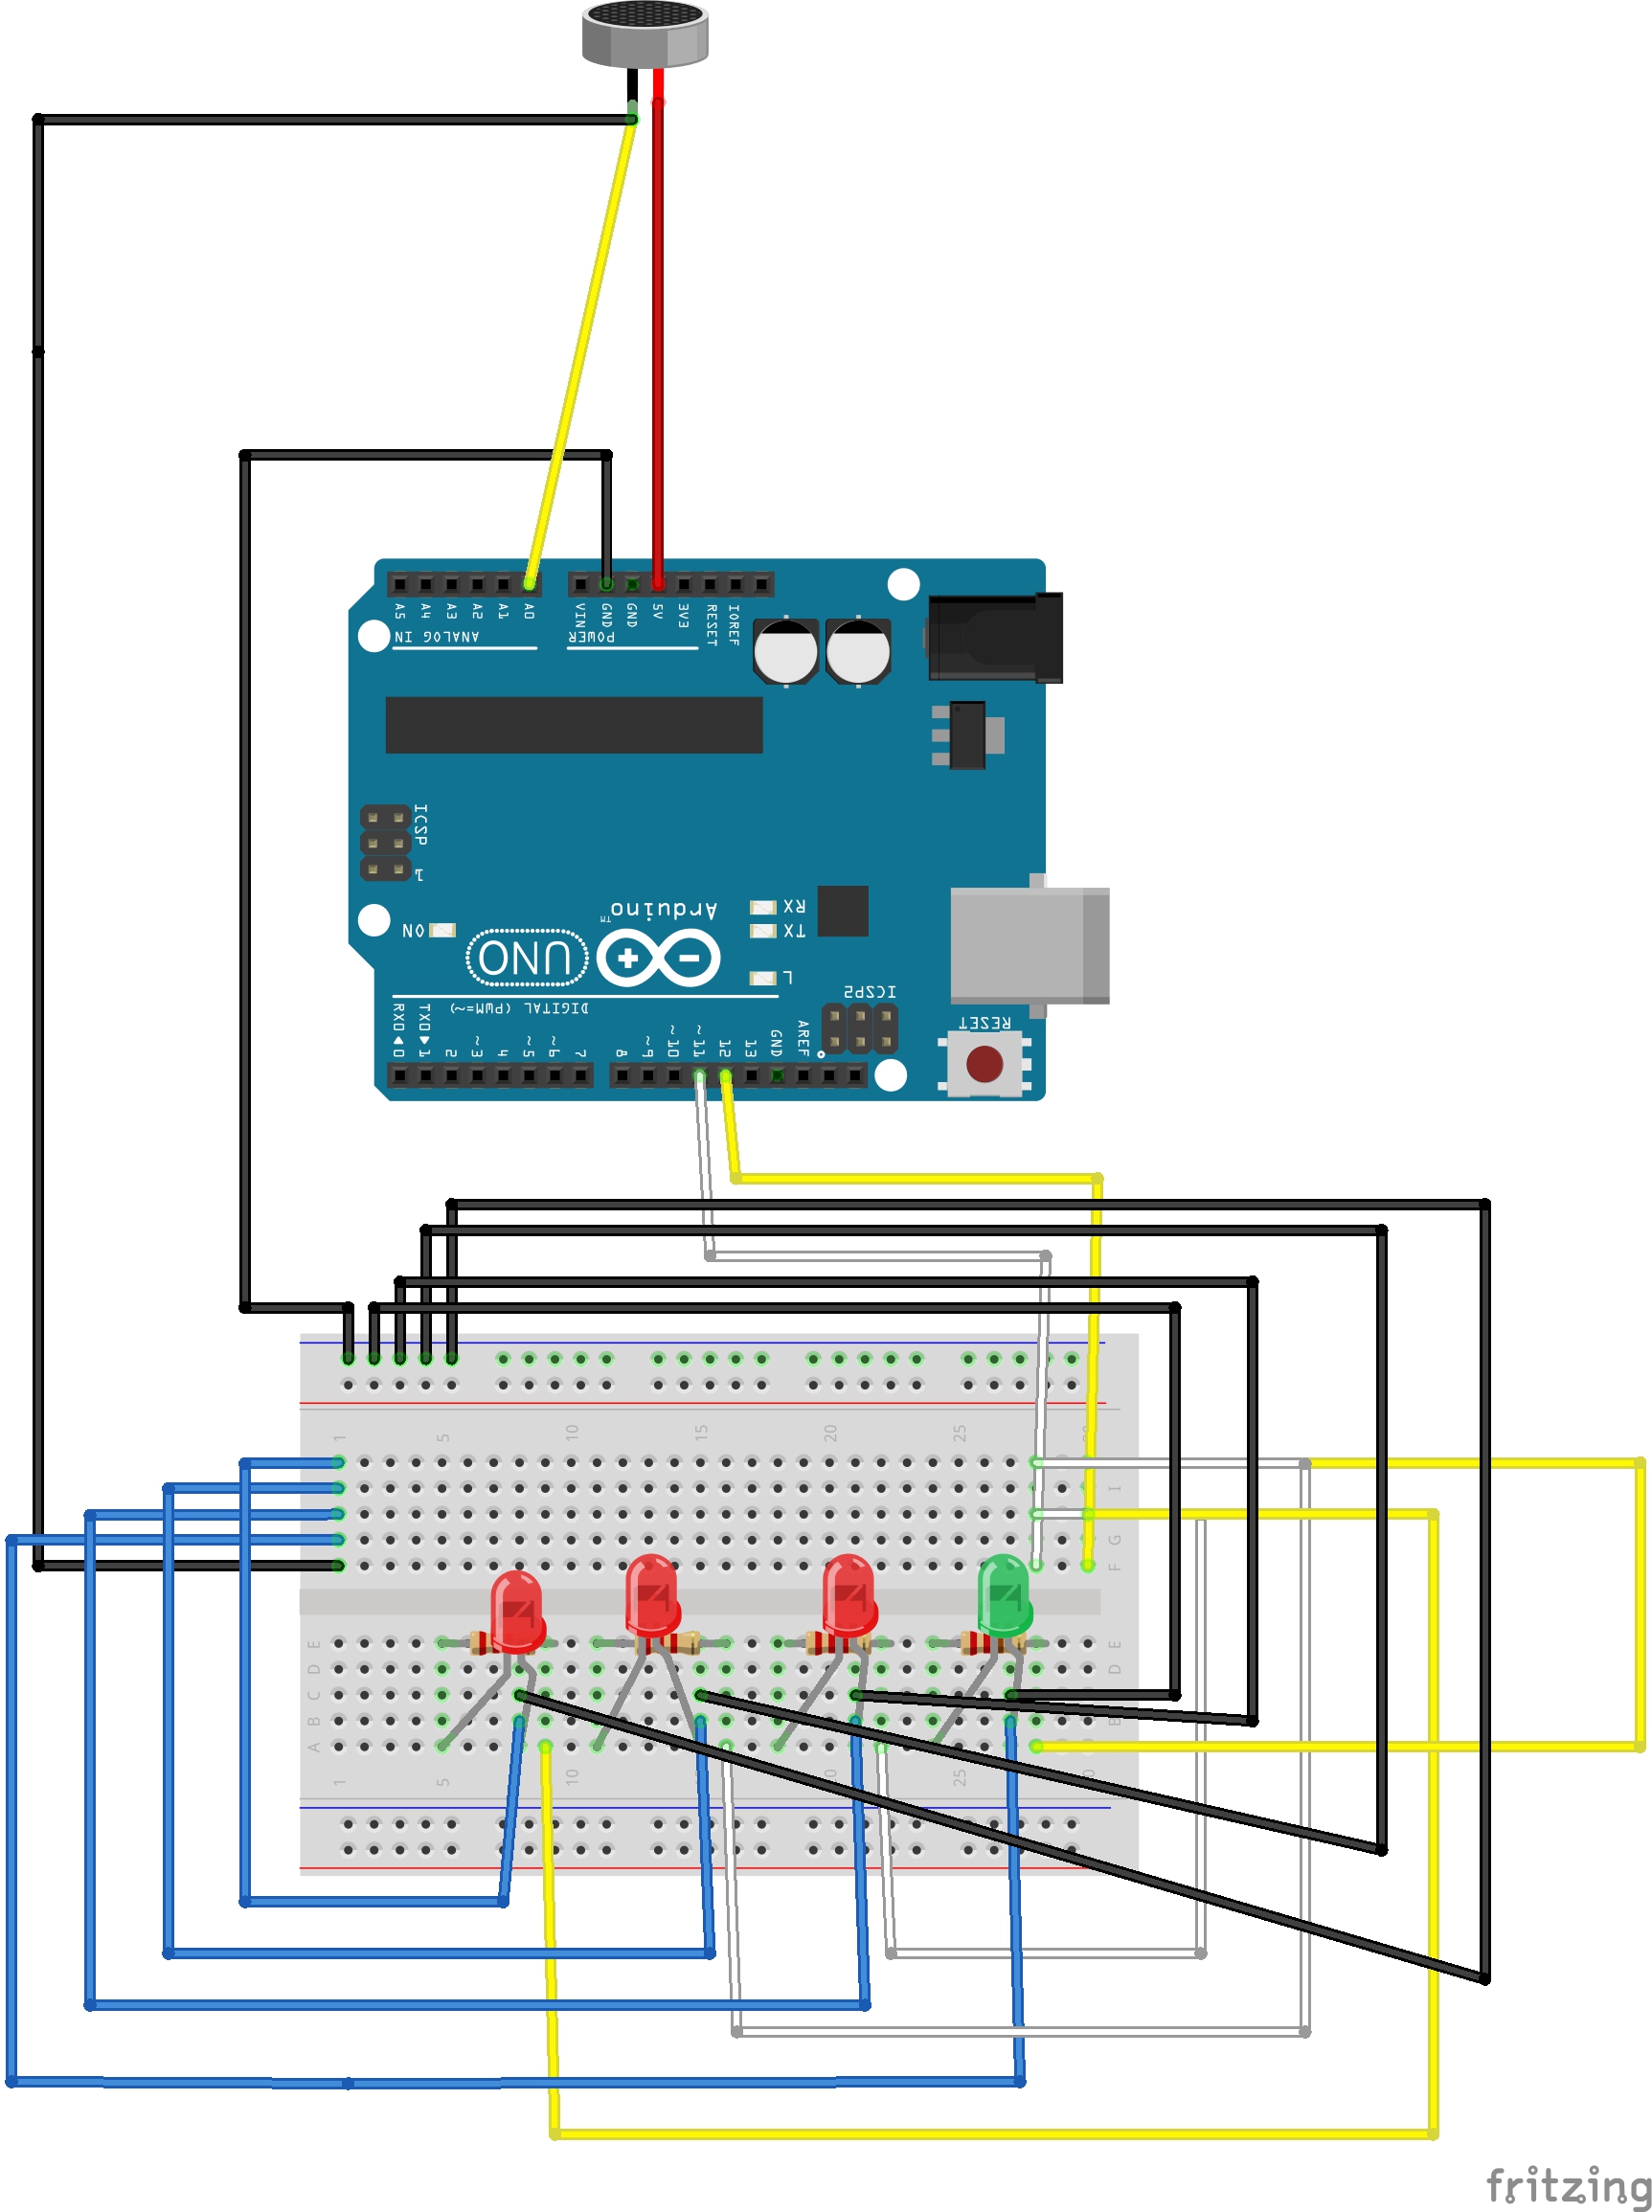 A5 A4 A3 A2 A1 A0 VIN GND GND 5V 3V3 RESET IOREF
ANALOG IN POWER
ICSP
1
ON UNO Arduino™ RX
TX
L
ICSP2
DIGITAL (PWM=~) RESET
RX0 0 TX0 1 2 ~3 4 ~5 ~6 7 8 ~9 ~10 ~11 12 13 GND AREF
1 5 10 15 20 25
I
G
F
E E
D D
C
B
A
1 5 10 25
fritzing